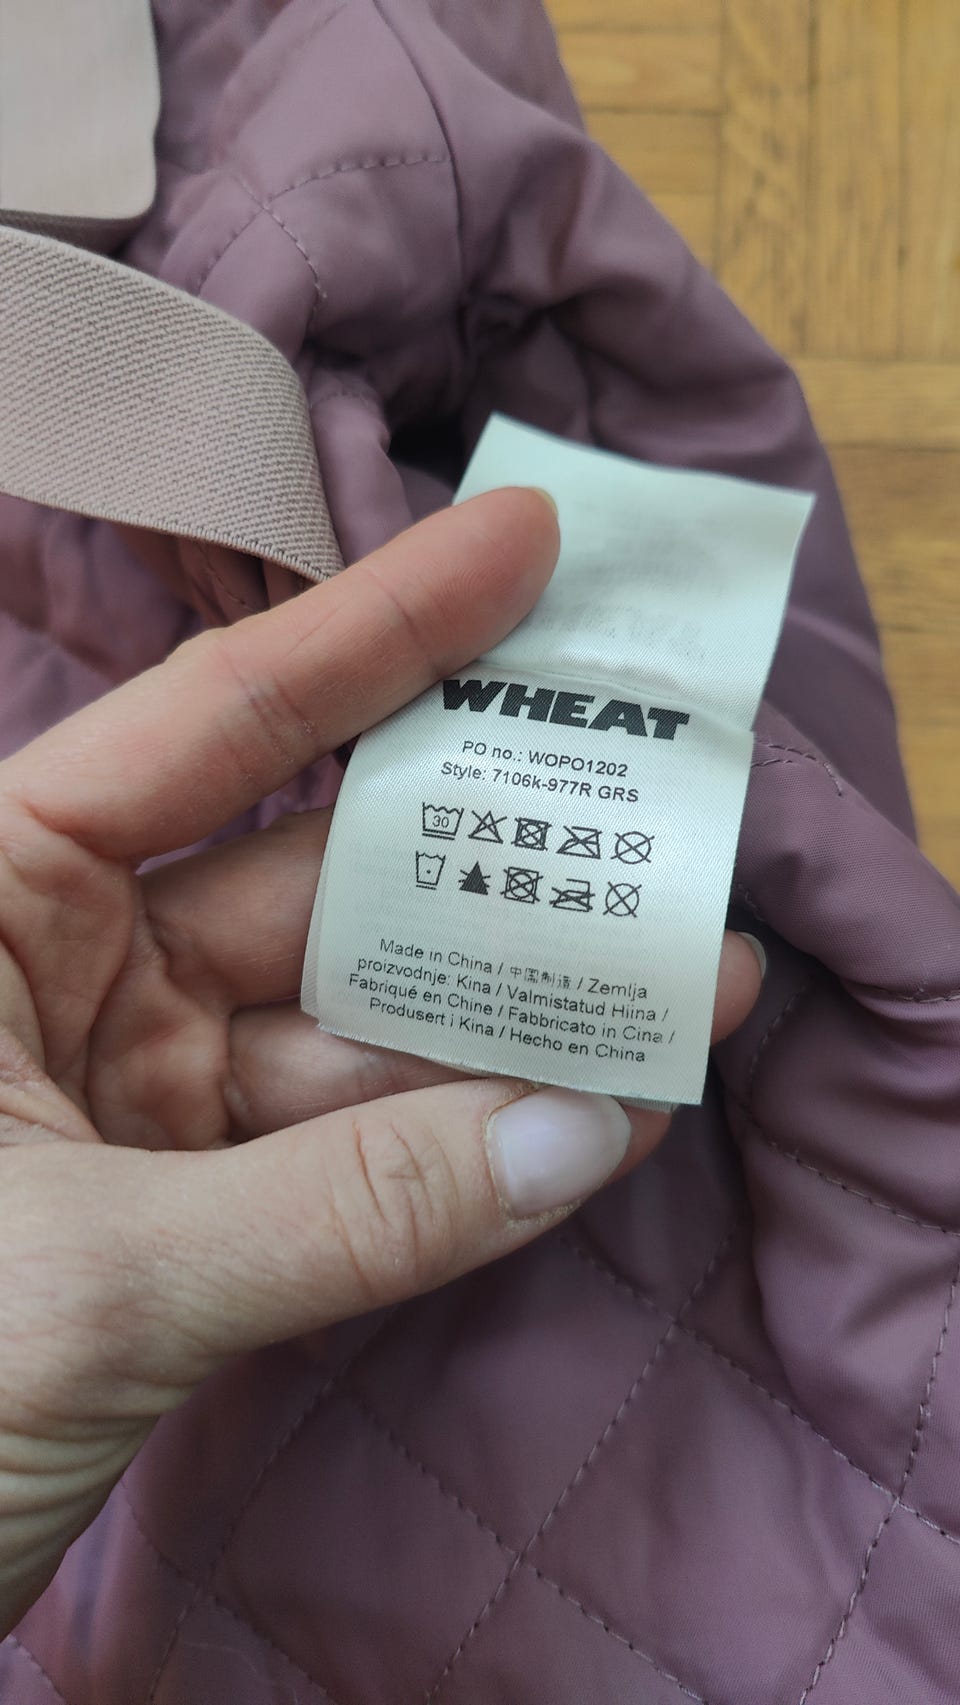 WHEAT
PO no.: WOPO1202
Style: 7106k-977R GRS
30
Made in China / 中国制造 / Zemlja
proizvodnje: Kina / Valmistatud Hiina /
Fabriqué en Chine / Fabbricato in Cina /
Produsert i Kina / Hecho en China